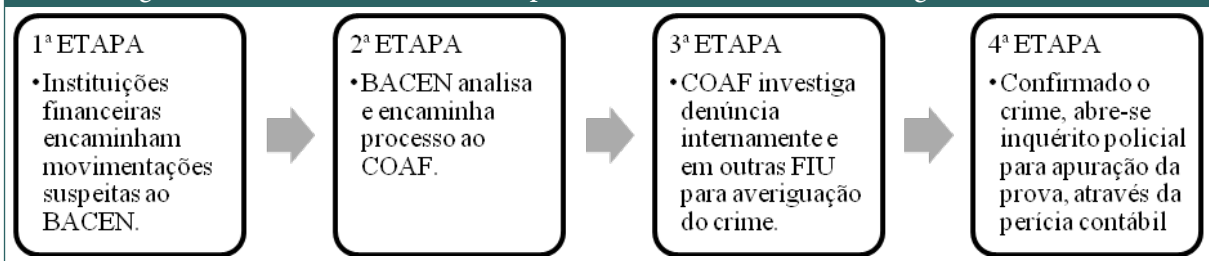 1ª ETAPA
•Instituições
financeiras
encaminham
movimentações
suspeitas ao
BACEN.
2ª ETAPA
•BACEN analisa
e encaminha
processo ao
COAF.
3ª ETAPA
•COAF investiga
denúncia
internamente e
em outras FIU
para averiguação
do crime.
4ª ETAPA
•Confirmado o
crime, abre-se
inquérito policial
para apuração da
prova, através da
perícia contábil